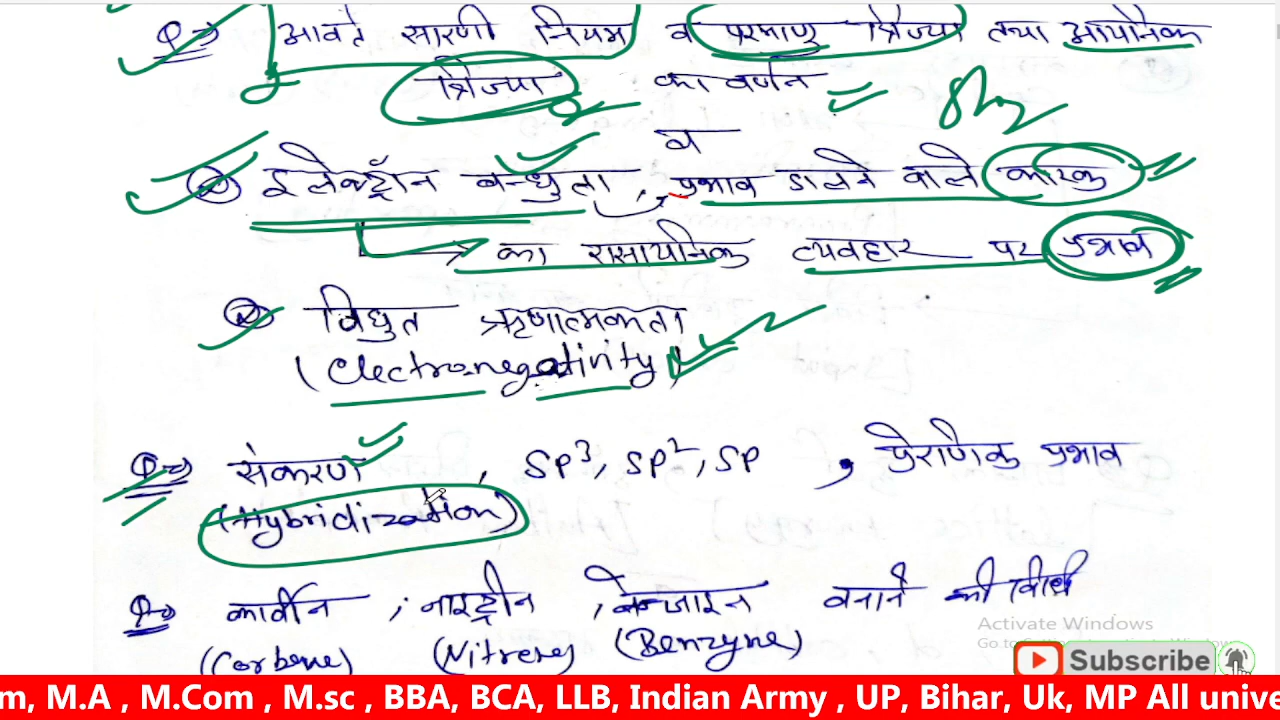 Q⇒ आवर्त सारणी नियम व परमाणु त्रिज्या तथा आयनिक
त्रिज्या का वर्णन
व
Q इलेक्ट्रॉन बन्धुता , प्रभाव डालने वाले कारक
→ का रासायनिक व्यवहार पर प्रभाव
Q विधुत ऋणात्मकता
(Electronegativity)
Q⇒ संकरण , SP³, SP², SP , प्रेरणिक प्रभाव
(Hybridization)
Q⇒ कार्बीन , नाइट्रीन , बेन्जाइन बनाने की विधि
(Carbene) (Nitrene) (Benzyne)
Activate Windows
Subscribe
m, M.A , M.Com , M.sc , BBA, BCA, LLB, Indian Army , UP, Bihar, Uk, MP All unive